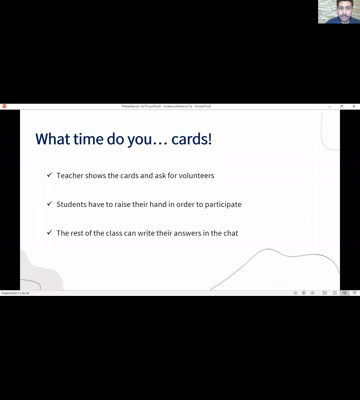 What time do you... cards!
✓ Teacher shows the cards and ask for volunteers
✓ Students have to raise their hand in order to participate
✓ The rest of the class can write their answers in the chat